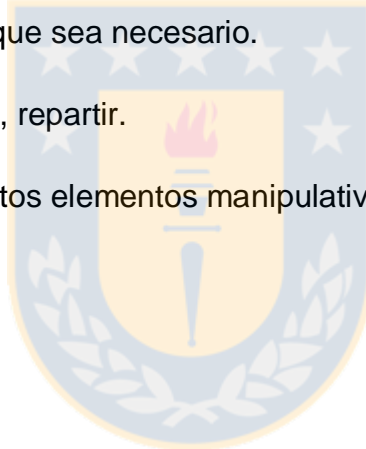 que sea necesario.
, repartir.
tos elementos manipulativ